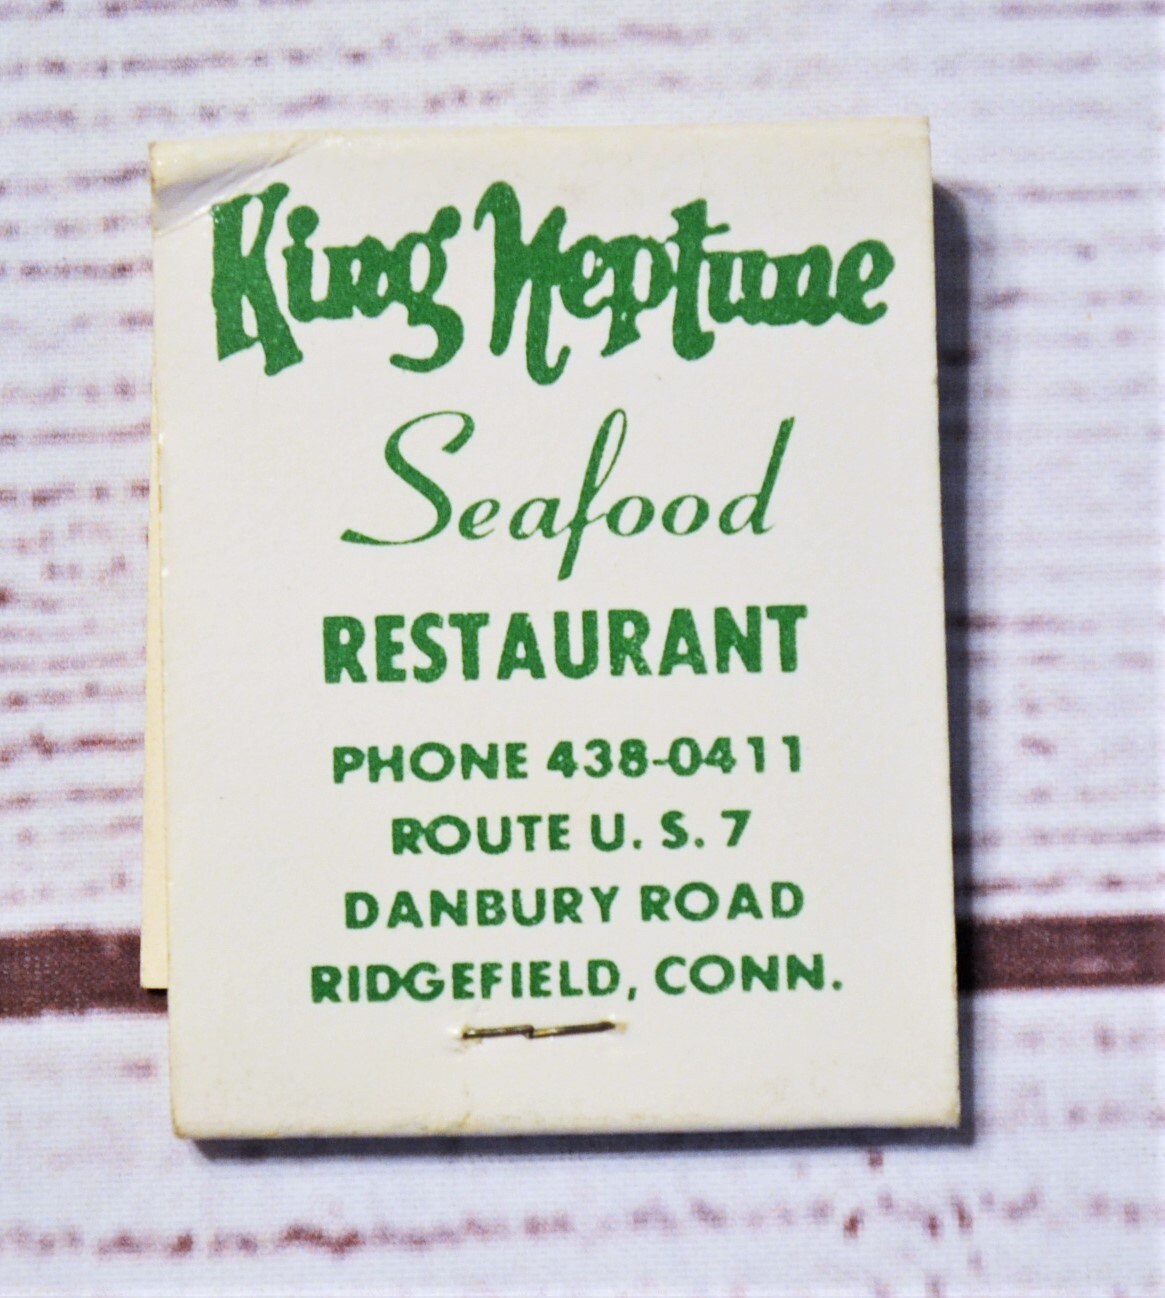 King Neptune
Seafood
RESTAURANT
PHONE 438-0411
ROUTE U. S. 7
DANBURY ROAD
RIDGEFIELD, CONN.